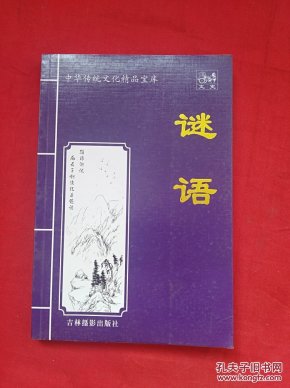 中华传统文化精品宝库
谜
语
吉林摄影出版社
孔夫子旧书网